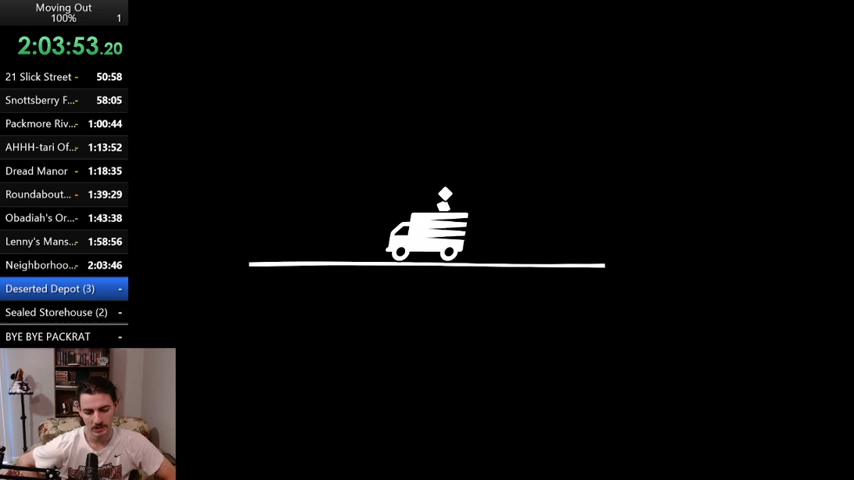 Moving Out
100% 1
2:03:53.20
21 Slick Street - 50:58
Snottsberry F...- 58:05
Packmore Riv...- 1:00:44
AHHH-tari Of...- 1:13:52
Dread Manor - 1:18:35
Roundabout... - 1:39:29
Obadiah's Or...- 1:43:38
Lenny's Mans...- 1:58:56
Neighborhoo...- 2:03:46
Deserted Depot (3) -
Sealed Storehouse (2) -
BYE BYE PACKRAT -